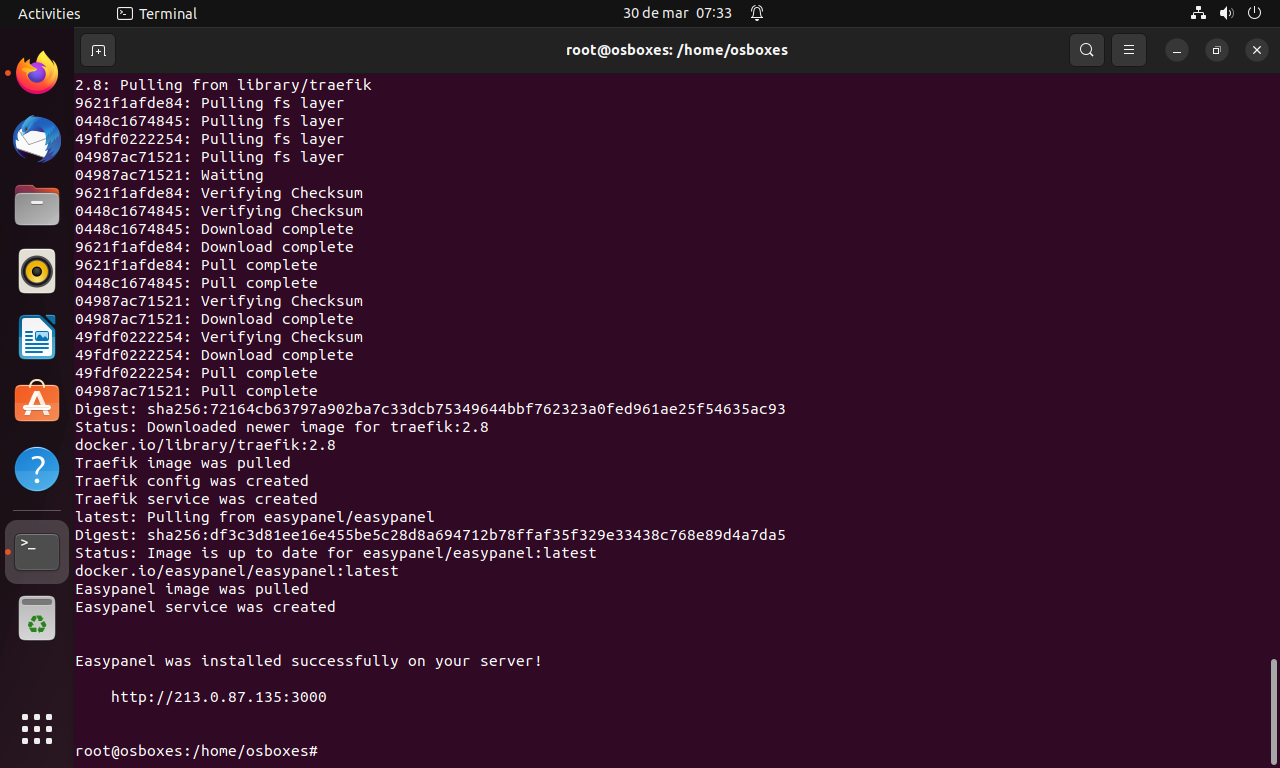 Activities
Terminal
30 de mar 07:33
root@osboxes: /home/osboxes
2.8: Pulling from library/traefik
9621f1afde84: Pulling fs layer
0448c1674845: Pulling fs layer
49fdf0222254: Pulling fs layer
04987ac71521: Pulling fs layer
04987ac71521: Waiting
9621f1afde84: Verifying Checksum
0448c1674845: Verifying Checksum
0448c1674845: Download complete
9621f1afde84: Download complete
9621f1afde84: Pull complete
0448c1674845: Pull complete
04987ac71521: Verifying Checksum
04987ac71521: Download complete
49fdf0222254: Verifying Checksum
49fdf0222254: Download complete
49fdf0222254: Pull complete
04987ac71521: Pull complete
Digest: sha256:72164cb63797a902ba7c33dcb75349644bbf762323a0fed961ae25f54635ac93
Status: Downloaded newer image for traefik:2.8
docker.io/library/traefik:2.8
Traefik image was pulled
Traefik config was created
Traefik service was created
latest: Pulling from easypanel/easypanel
Digest: sha256:df3c3d81ee16e455be5c28d8a694712b78ffaf35f329e33438c768e89d4a7da5
Status: Image is up to date for easypanel/easypanel:latest
docker.io/easypanel/easypanel:latest
Easypanel image was pulled
Easypanel service was created
Easypanel was installed successfully on your server!
http://213.0.87.135:3000
root@osboxes:/home/osboxes#